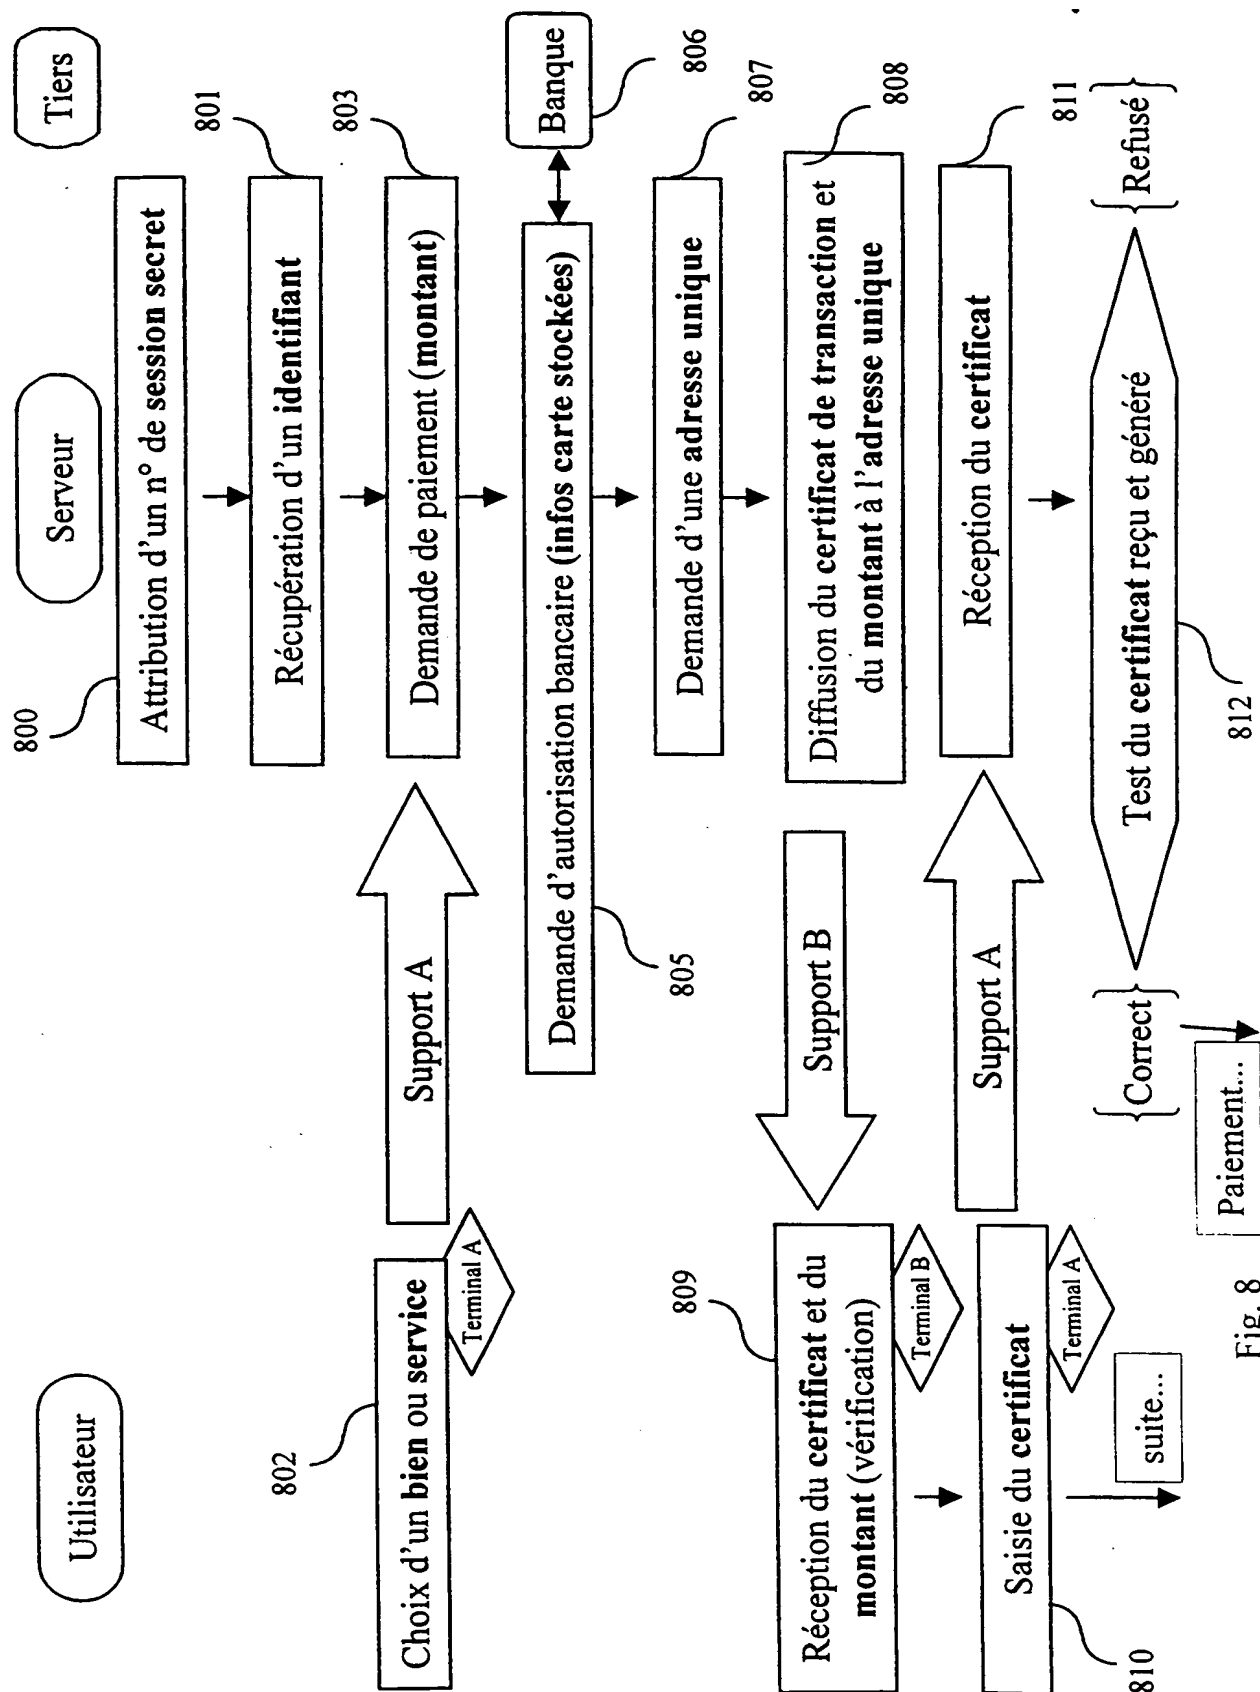 Utilisateur
Serveur
Tiers
800
Attribution d'un n° de session secret
801
Récupération d'un identifiant
802
Choix d'un bien ou service
Terminal A
Support A
803
Demande de paiement (montant)
805
Demande d'autorisation bancaire (infos carte stockées)
Banque
806
807
Demande d'une adresse unique
808
Diffusion du certificat de transaction et
du montant à l'adresse unique
Support B
809
Réception du certificat et du
montant (vérification)
Terminal B
810
Saisie du certificat
Terminal A
Support A
811
Réception du certificat
812
Test du certificat reçu et généré
Correct
Refusé
suite...
Paiement...
Fig. 8